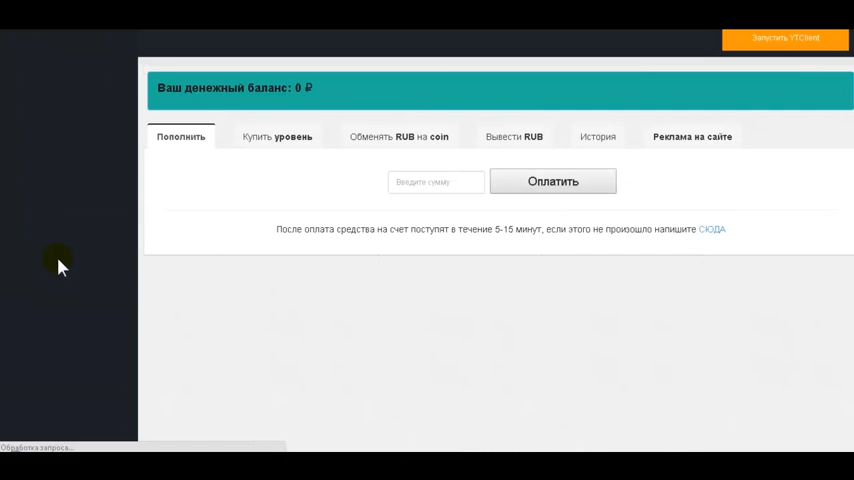 Запустить YTClient
Ваш денежный баланс: 0 ₽
Пополнить
Купить уровень
Обменять RUB на coin
Вывести RUB
История
Реклама на сайте
Введите сумму
Оплатить
После оплата средства на счет поступят в течение 5-15 минут, если этого не произошло напишите СЮДА
Обработка запроса...